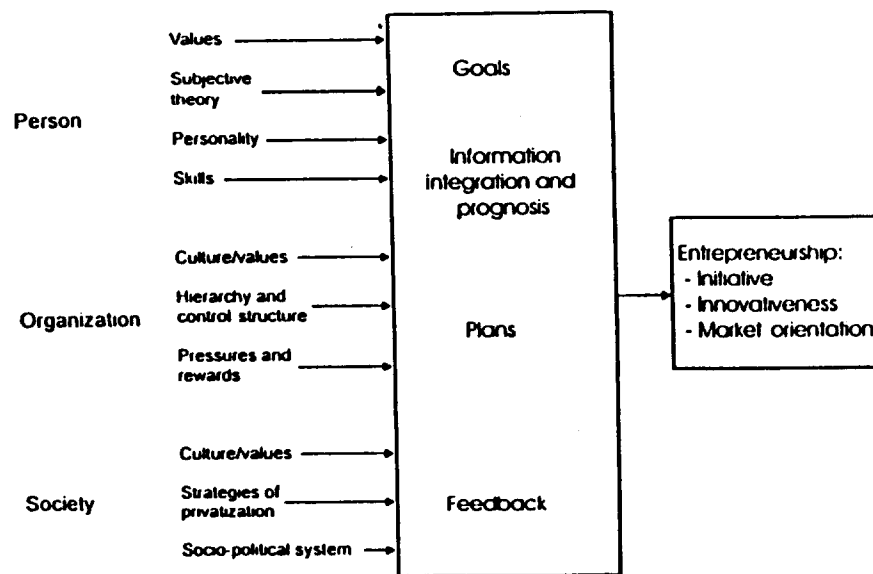 Person
Values
Subjective
theory
Personality
Skills
Organization
Culture/values
Hierarchy and
control structure
Pressures and
rewards
Society
Culture/values
Strategies of
privatization
Socio-political system
Goals
Information
integration and
prognosis
Plans
Feedback
Entrepreneurship:
- Initiative
- Innovativeness
- Market orientation